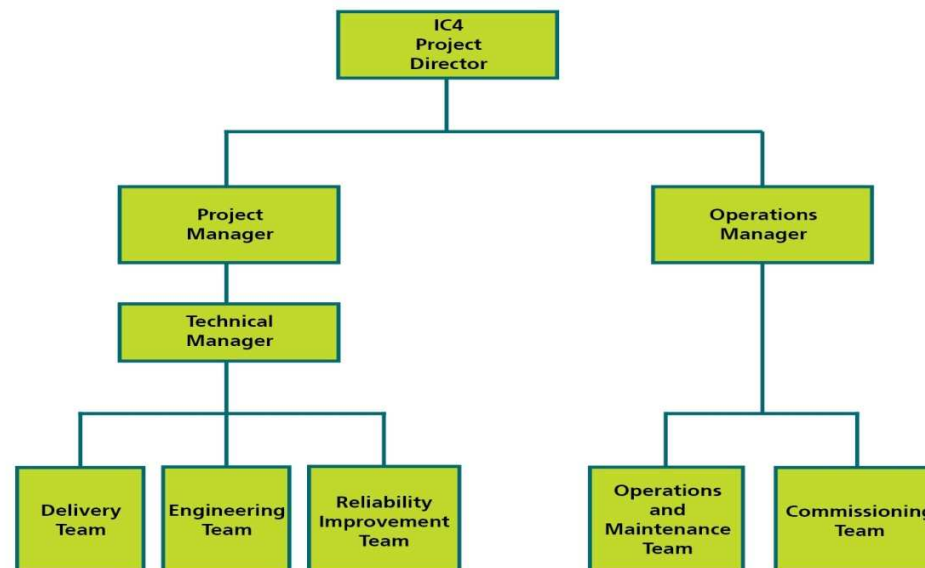 IC4
Project
Director
Project
Manager
Operations
Manager
Technical
Manager
Delivery
Team
Engineering
Team
Reliability
Improvement
Team
Operations
and
Maintenance
Team
Commissioning
Team